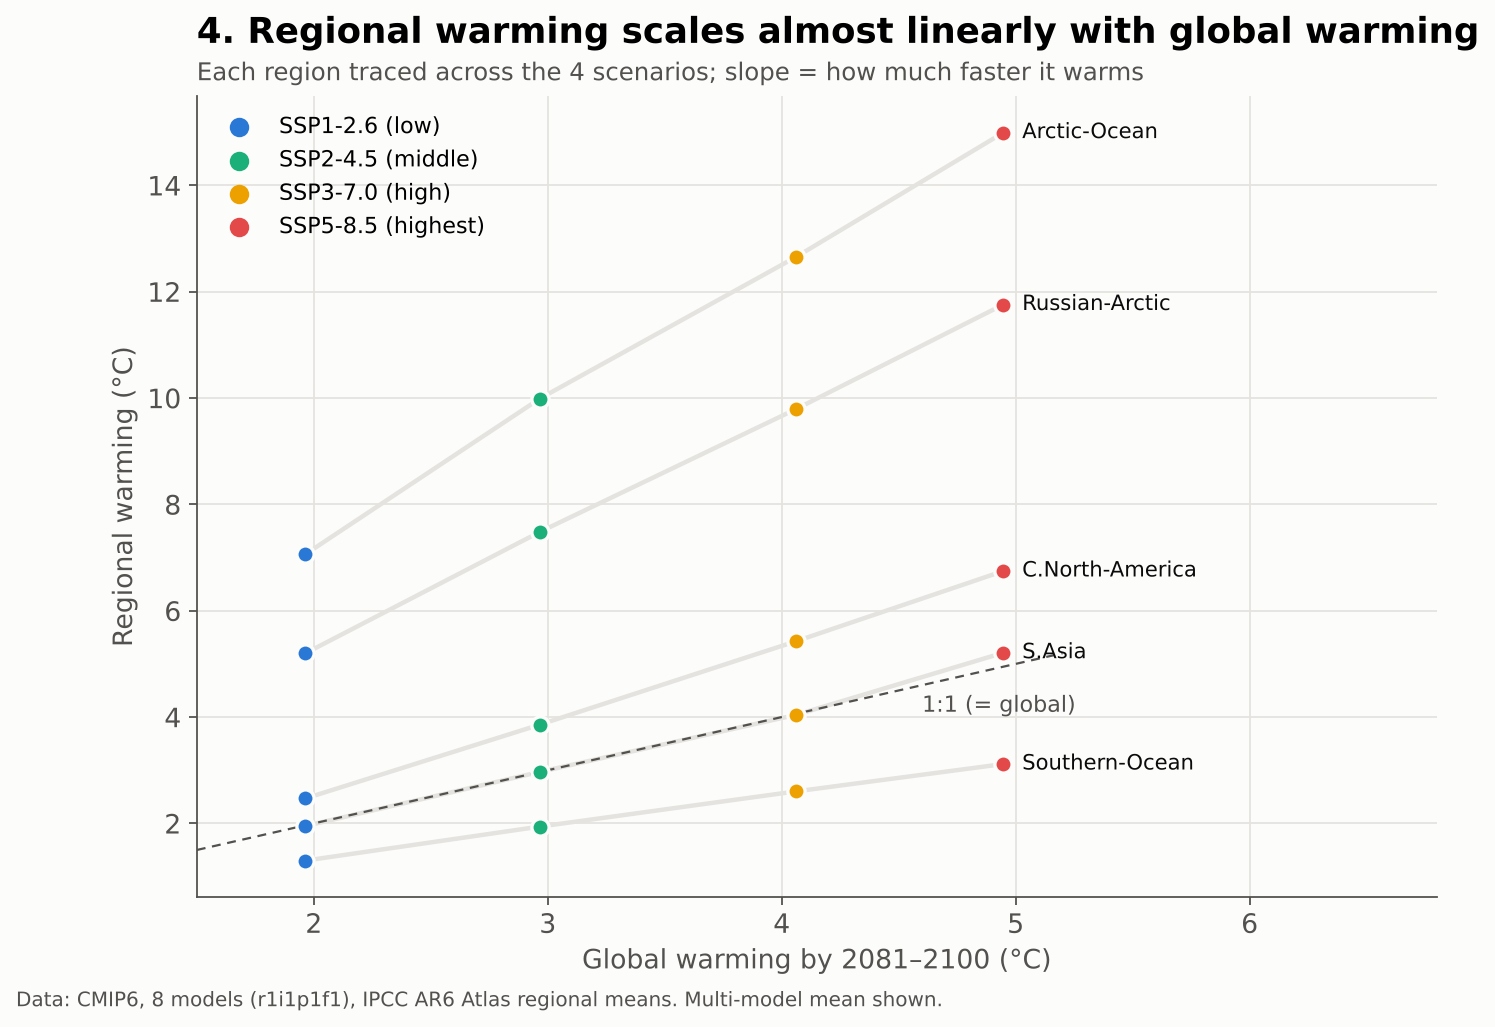 4. Regional warming scales almost linearly with global warming
Each region traced across the 4 scenarios; slope = how much faster it warms
SSP1-2.6 (low)
SSP2-4.5 (middle)
SSP3-7.0 (high)
SSP5-8.5 (highest)
Arctic-Ocean
Russian-Arctic
C.North-America
S.Asia
1:1 (= global)
Southern-Ocean
Regional warming (°C)
14
12
10
8
6
4
2
2
3
4
5
6
Global warming by 2081–2100 (°C)
Data: CMIP6, 8 models (r1i1p1f1), IPCC AR6 Atlas regional means. Multi-model mean shown.